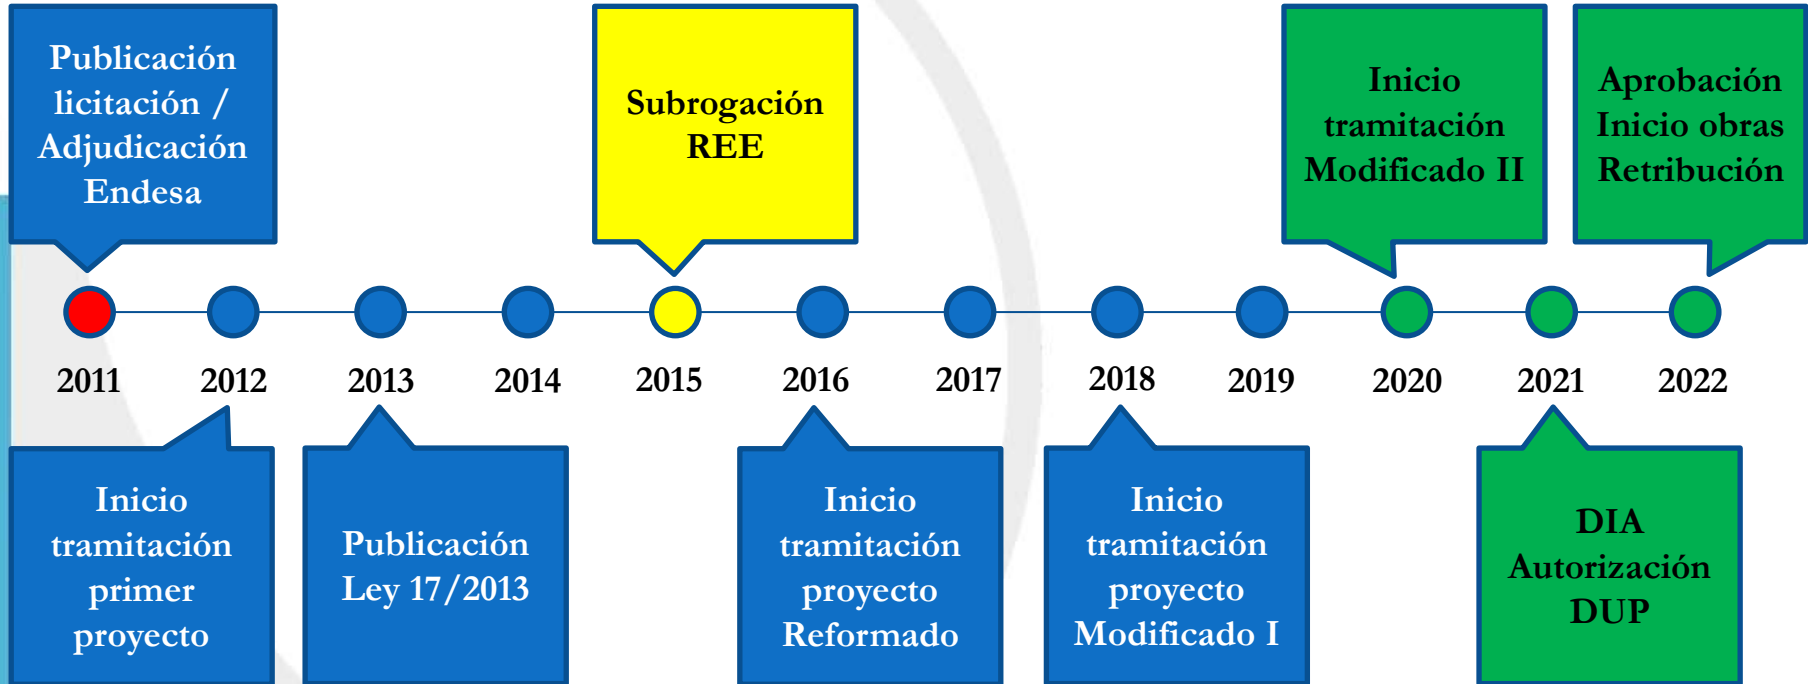 Publicación
licitación /
Adjudicación
Endesa
Subrogación
REE
Inicio
tramitación
Modificado II
Aprobación
Inicio obras
Retribución
2011 2012 2013 2014 2015 2016 2017 2018 2019 2020 2021 2022
Inicio
tramitación
primer
proyecto
Publicación
Ley 17/2013
Inicio
tramitación
proyecto
Reformado
Inicio
tramitación
proyecto
Modificado I
DIA
Autorización
DUP